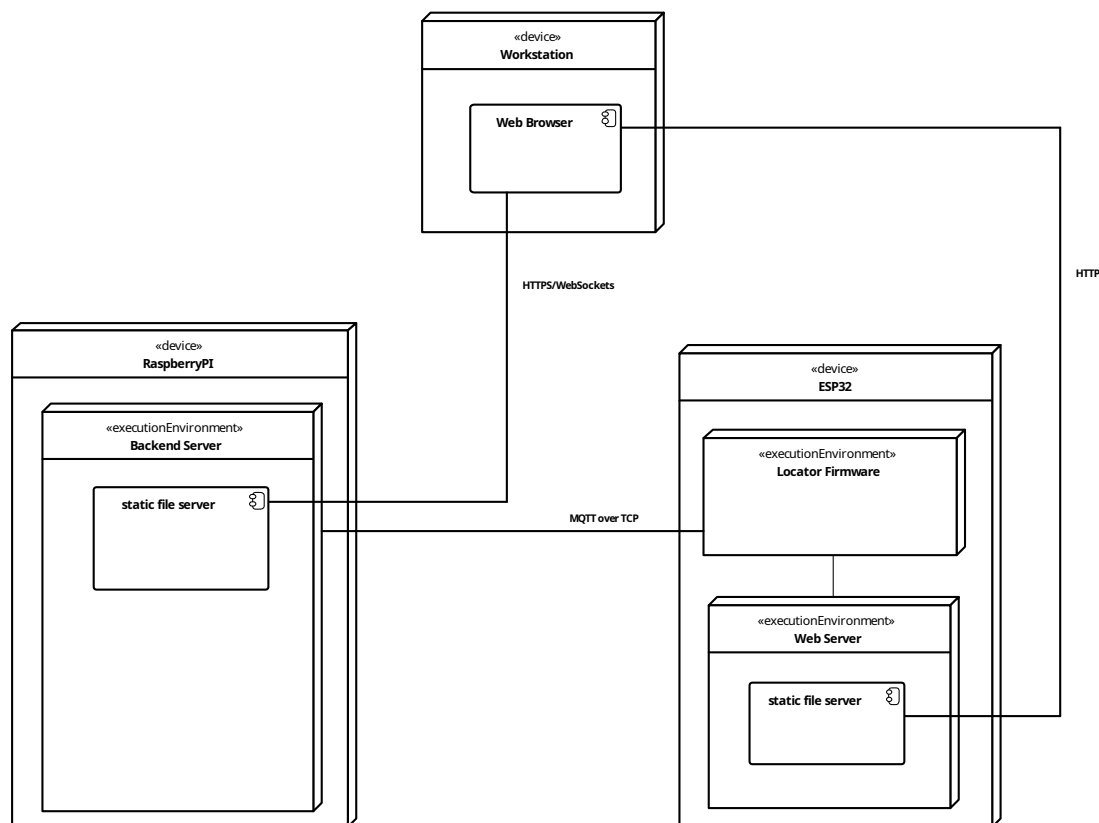 «device»
Workstation
Web Browser
HTTP
HTTPS/WebSockets
«device»
RaspberryPI
«executionEnvironment»
Backend Server
static file server
MQTT over TCP
«device»
ESP32
«executionEnvironment»
Locator Firmware
«executionEnvironment»
Web Server
static file server